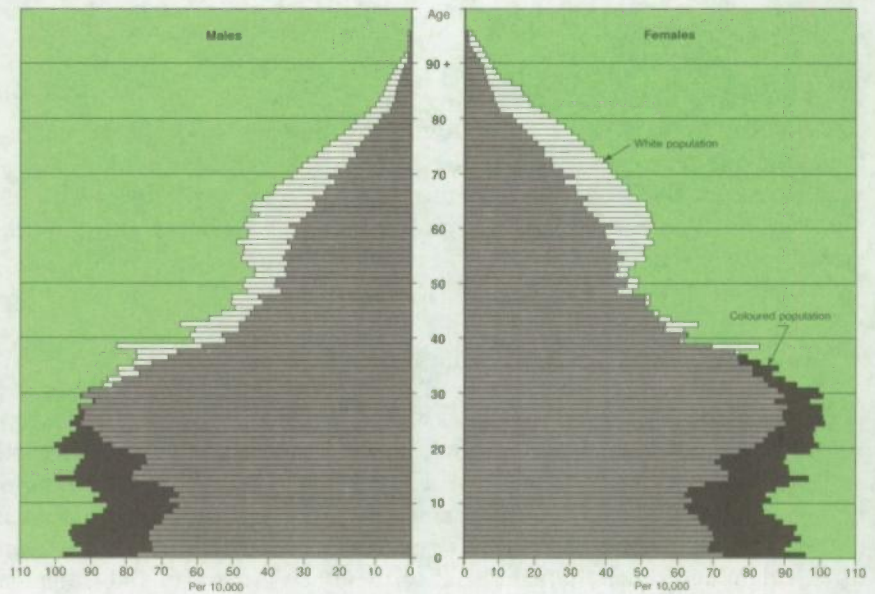 Age
Males
Females
90 +
White population
80
70
60
50
Coloured population
40
30
20
10
0
110 100 90 80 70 60 50 40 30 20 10 0
0 10 20 30 40 50 60 70 80 90 100 110
Per 10,000
Per 10,000